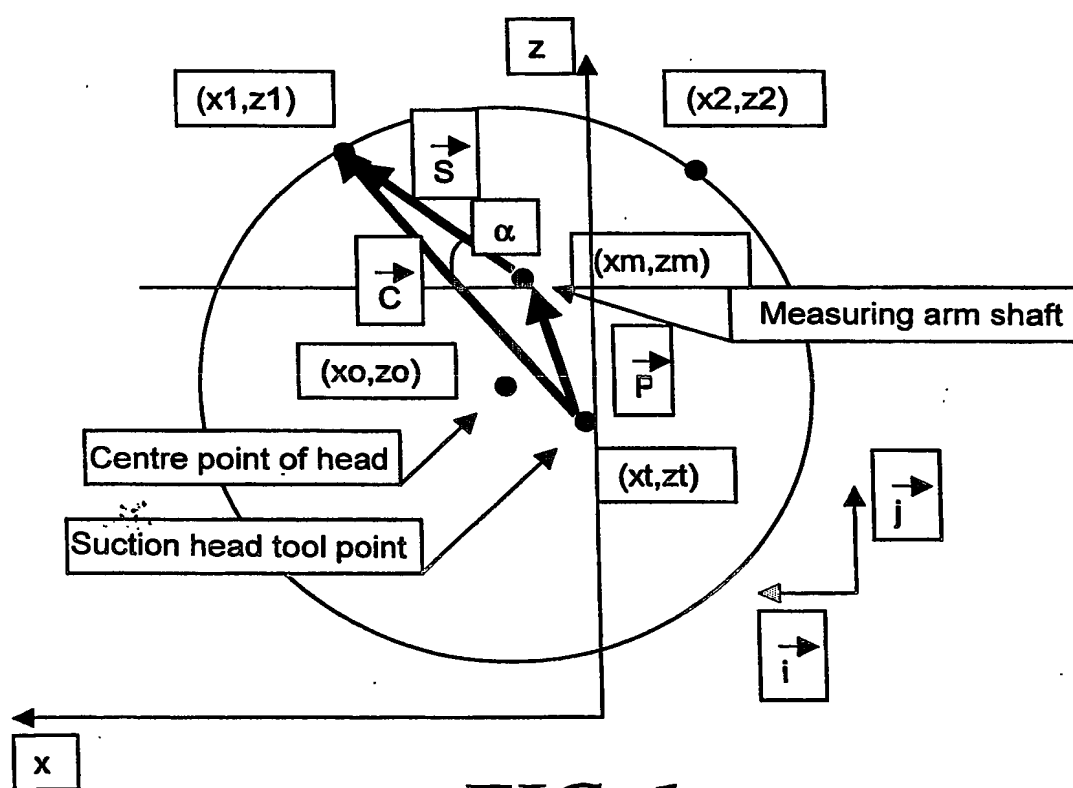 z
(x1,z1)
(x2,z2)
S
α
(xm,zm)
C
Measuring arm shaft
(xo,zo)
P
Centre point of head
(xt,zt)
j
Suction head tool point
i
x